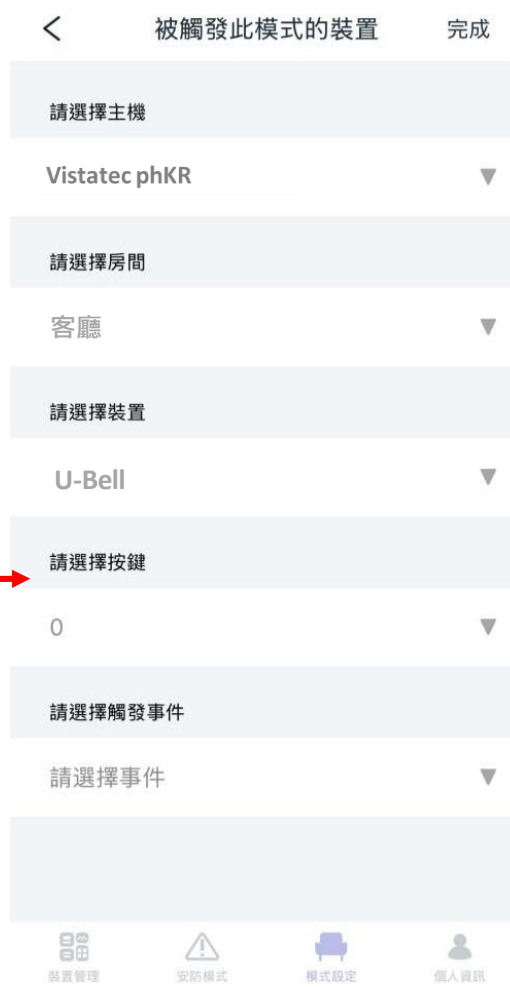 被觸發此模式的裝置 完成
請選擇主機
Vistatec phKR
請選擇房間
客廳
請選擇裝置
U-Bell
請選擇按鍵
0
請選擇觸發事件
請選擇事件
裝置管理 安防模式 模式設定 個人資訊